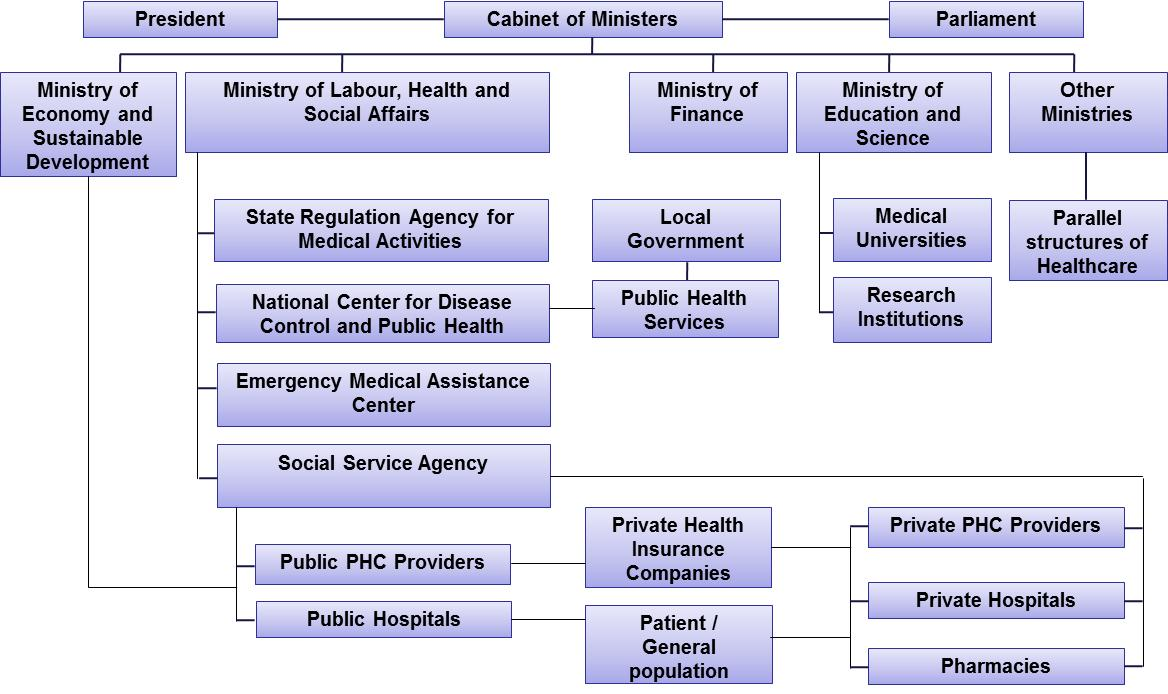 President
Cabinet of Ministers
Parliament
Ministry of
Economy and
Sustainable
Development
Ministry of Labour, Health and
Social Affairs
Ministry of
Finance
Ministry of
Education and
Science
Other
Ministries
State Regulation Agency for
Medical Activities
Local
Government
Medical
Universities
Parallel
structures of
Healthcare
National Center for Disease
Control and Public Health
Public Health
Services
Research
Institutions
Emergency Medical Assistance
Center
Social Service Agency
Private Health
Insurance
Companies
Private PHC Providers
Public PHC Providers
Private Hospitals
Public Hospitals
Patient /
General
population
Pharmacies